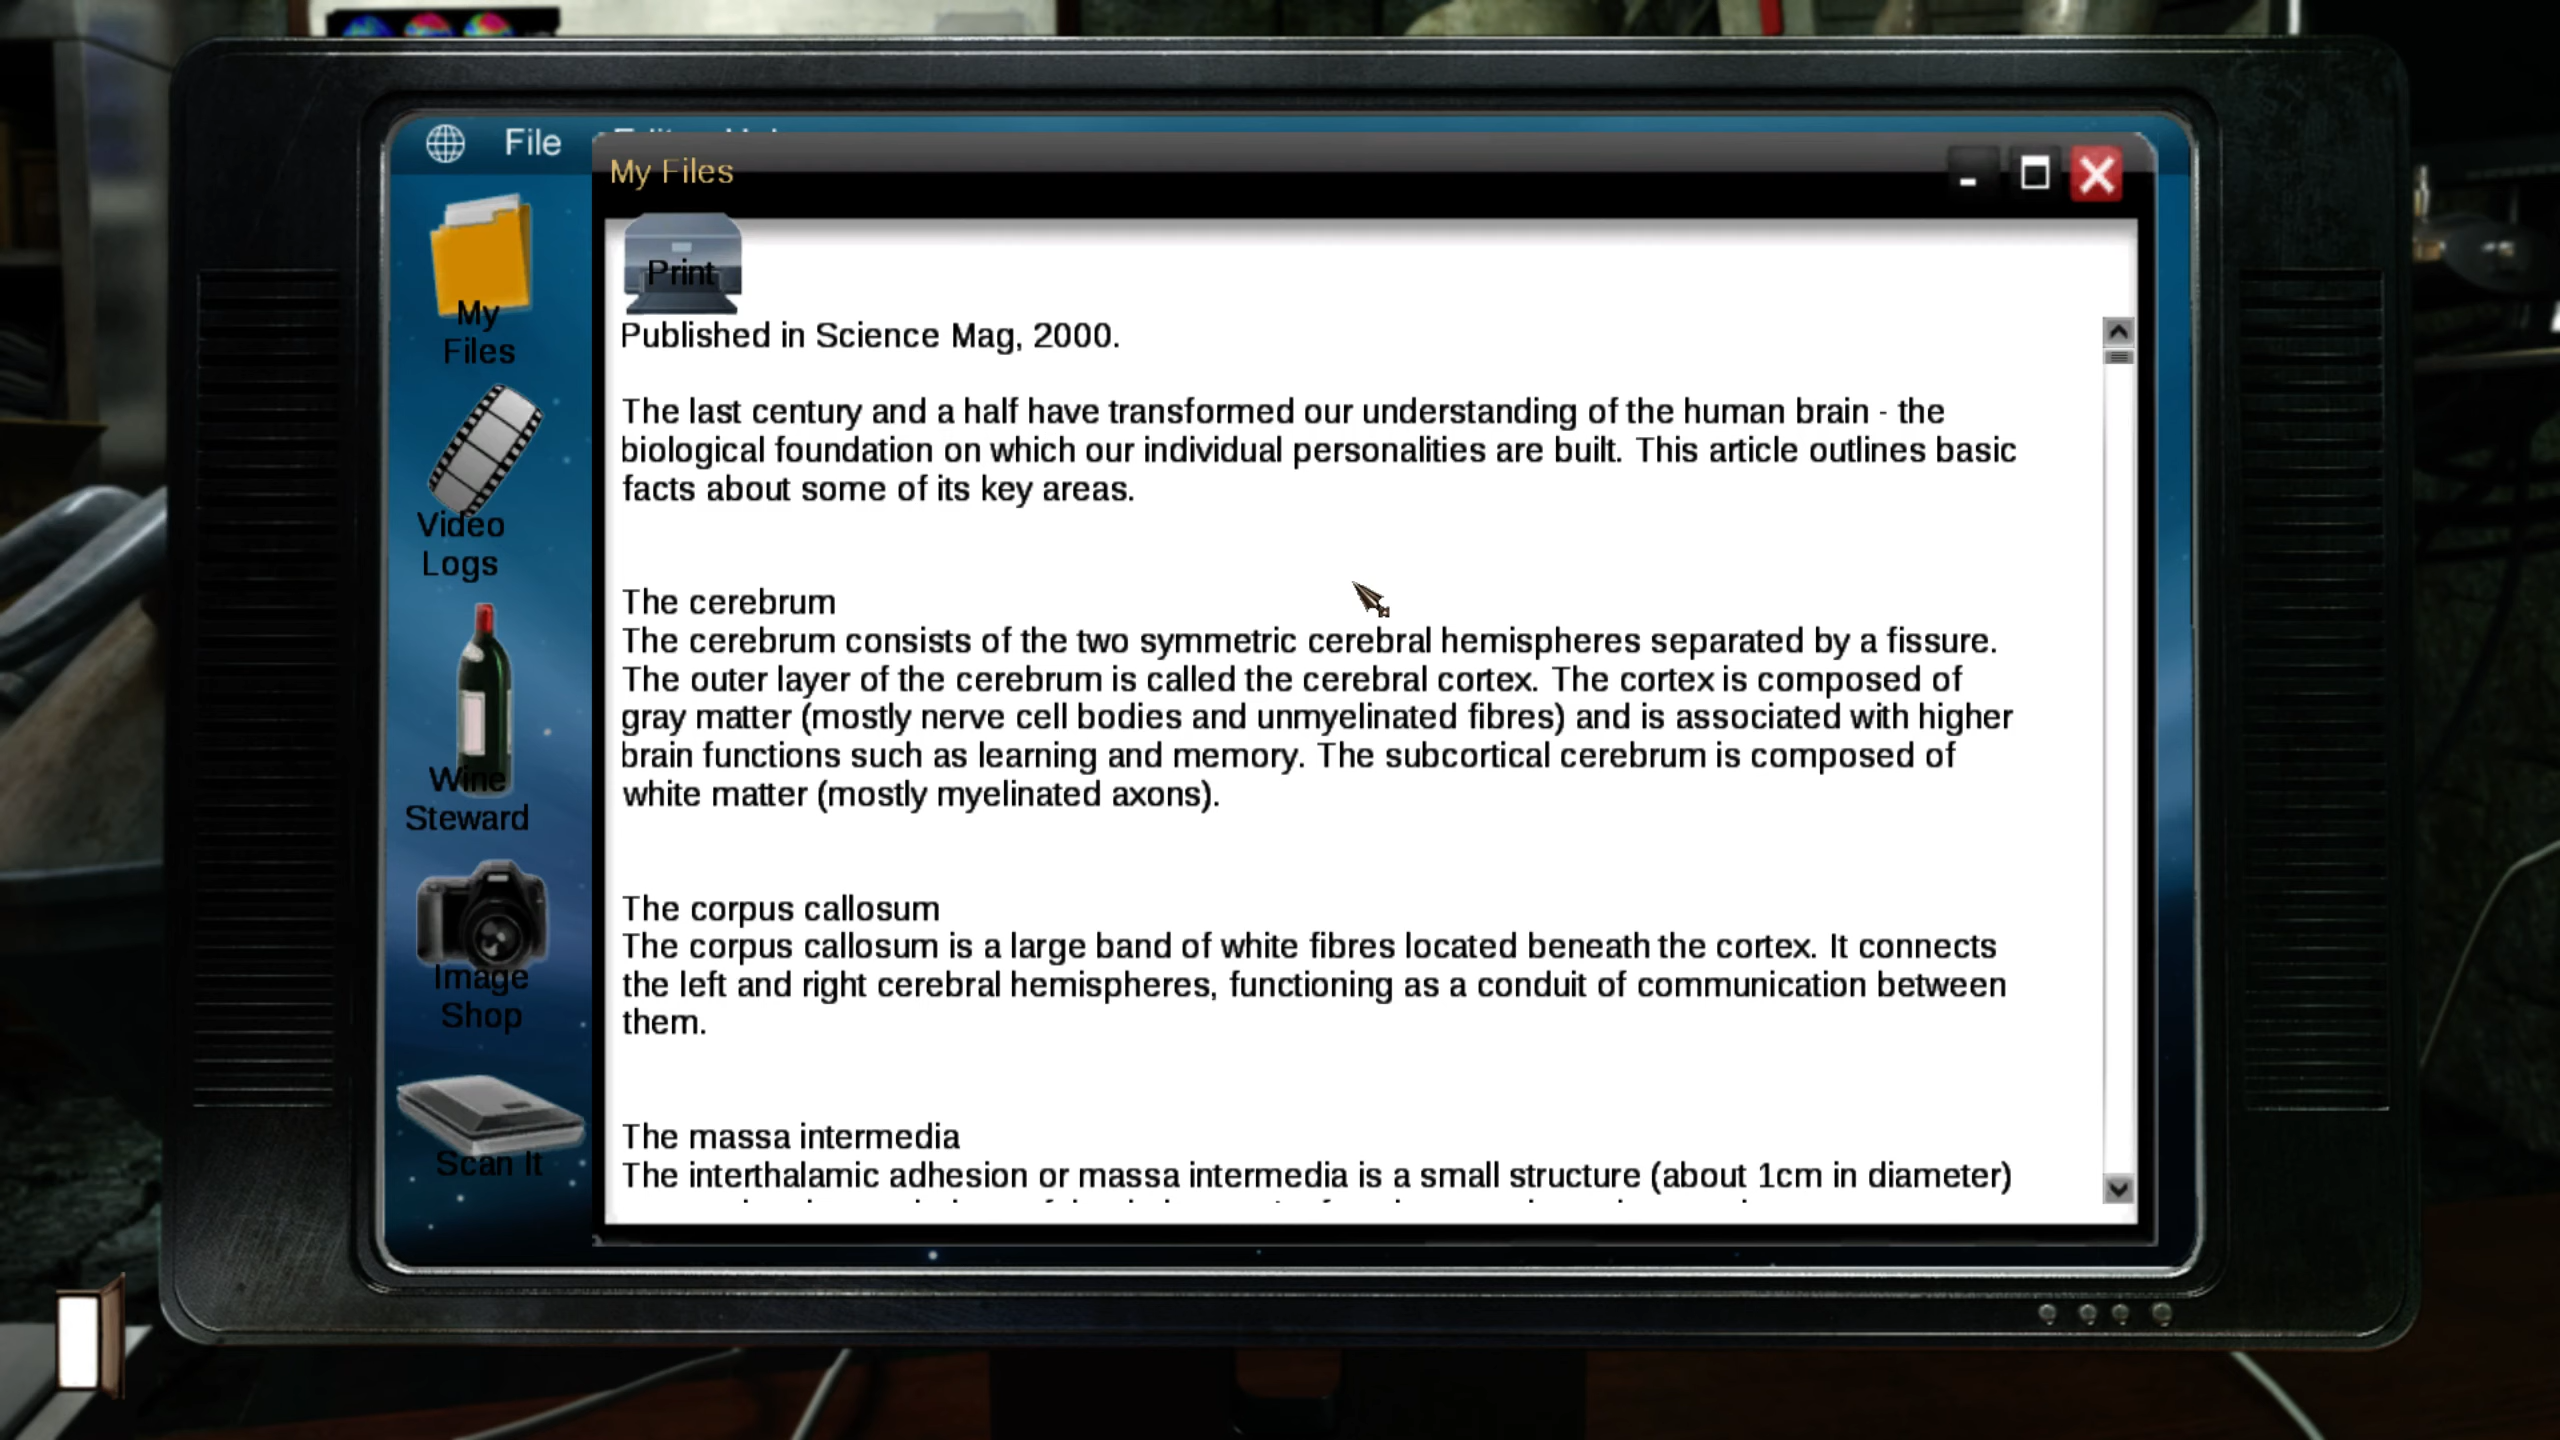 File
My Files
Print
My
Files
Video
Logs
Wine
Steward
Image
Shop
Scan It
Published in Science Mag, 2000.
The last century and a half have transformed our understanding of the human brain - the
biological foundation on which our individual personalities are built. This article outlines basic
facts about some of its key areas.
The cerebrum
The cerebrum consists of the two symmetric cerebral hemispheres separated by a fissure.
The outer layer of the cerebrum is called the cerebral cortex. The cortex is composed of
gray matter (mostly nerve cell bodies and unmyelinated fibres) and is associated with higher
brain functions such as learning and memory. The subcortical cerebrum is composed of
white matter (mostly myelinated axons).
The corpus callosum
The corpus callosum is a large band of white fibres located beneath the cortex. It connects
the left and right cerebral hemispheres, functioning as a conduit of communication between
them.
The massa intermedia
The interthalamic adhesion or massa intermedia is a small structure (about 1cm in diameter)